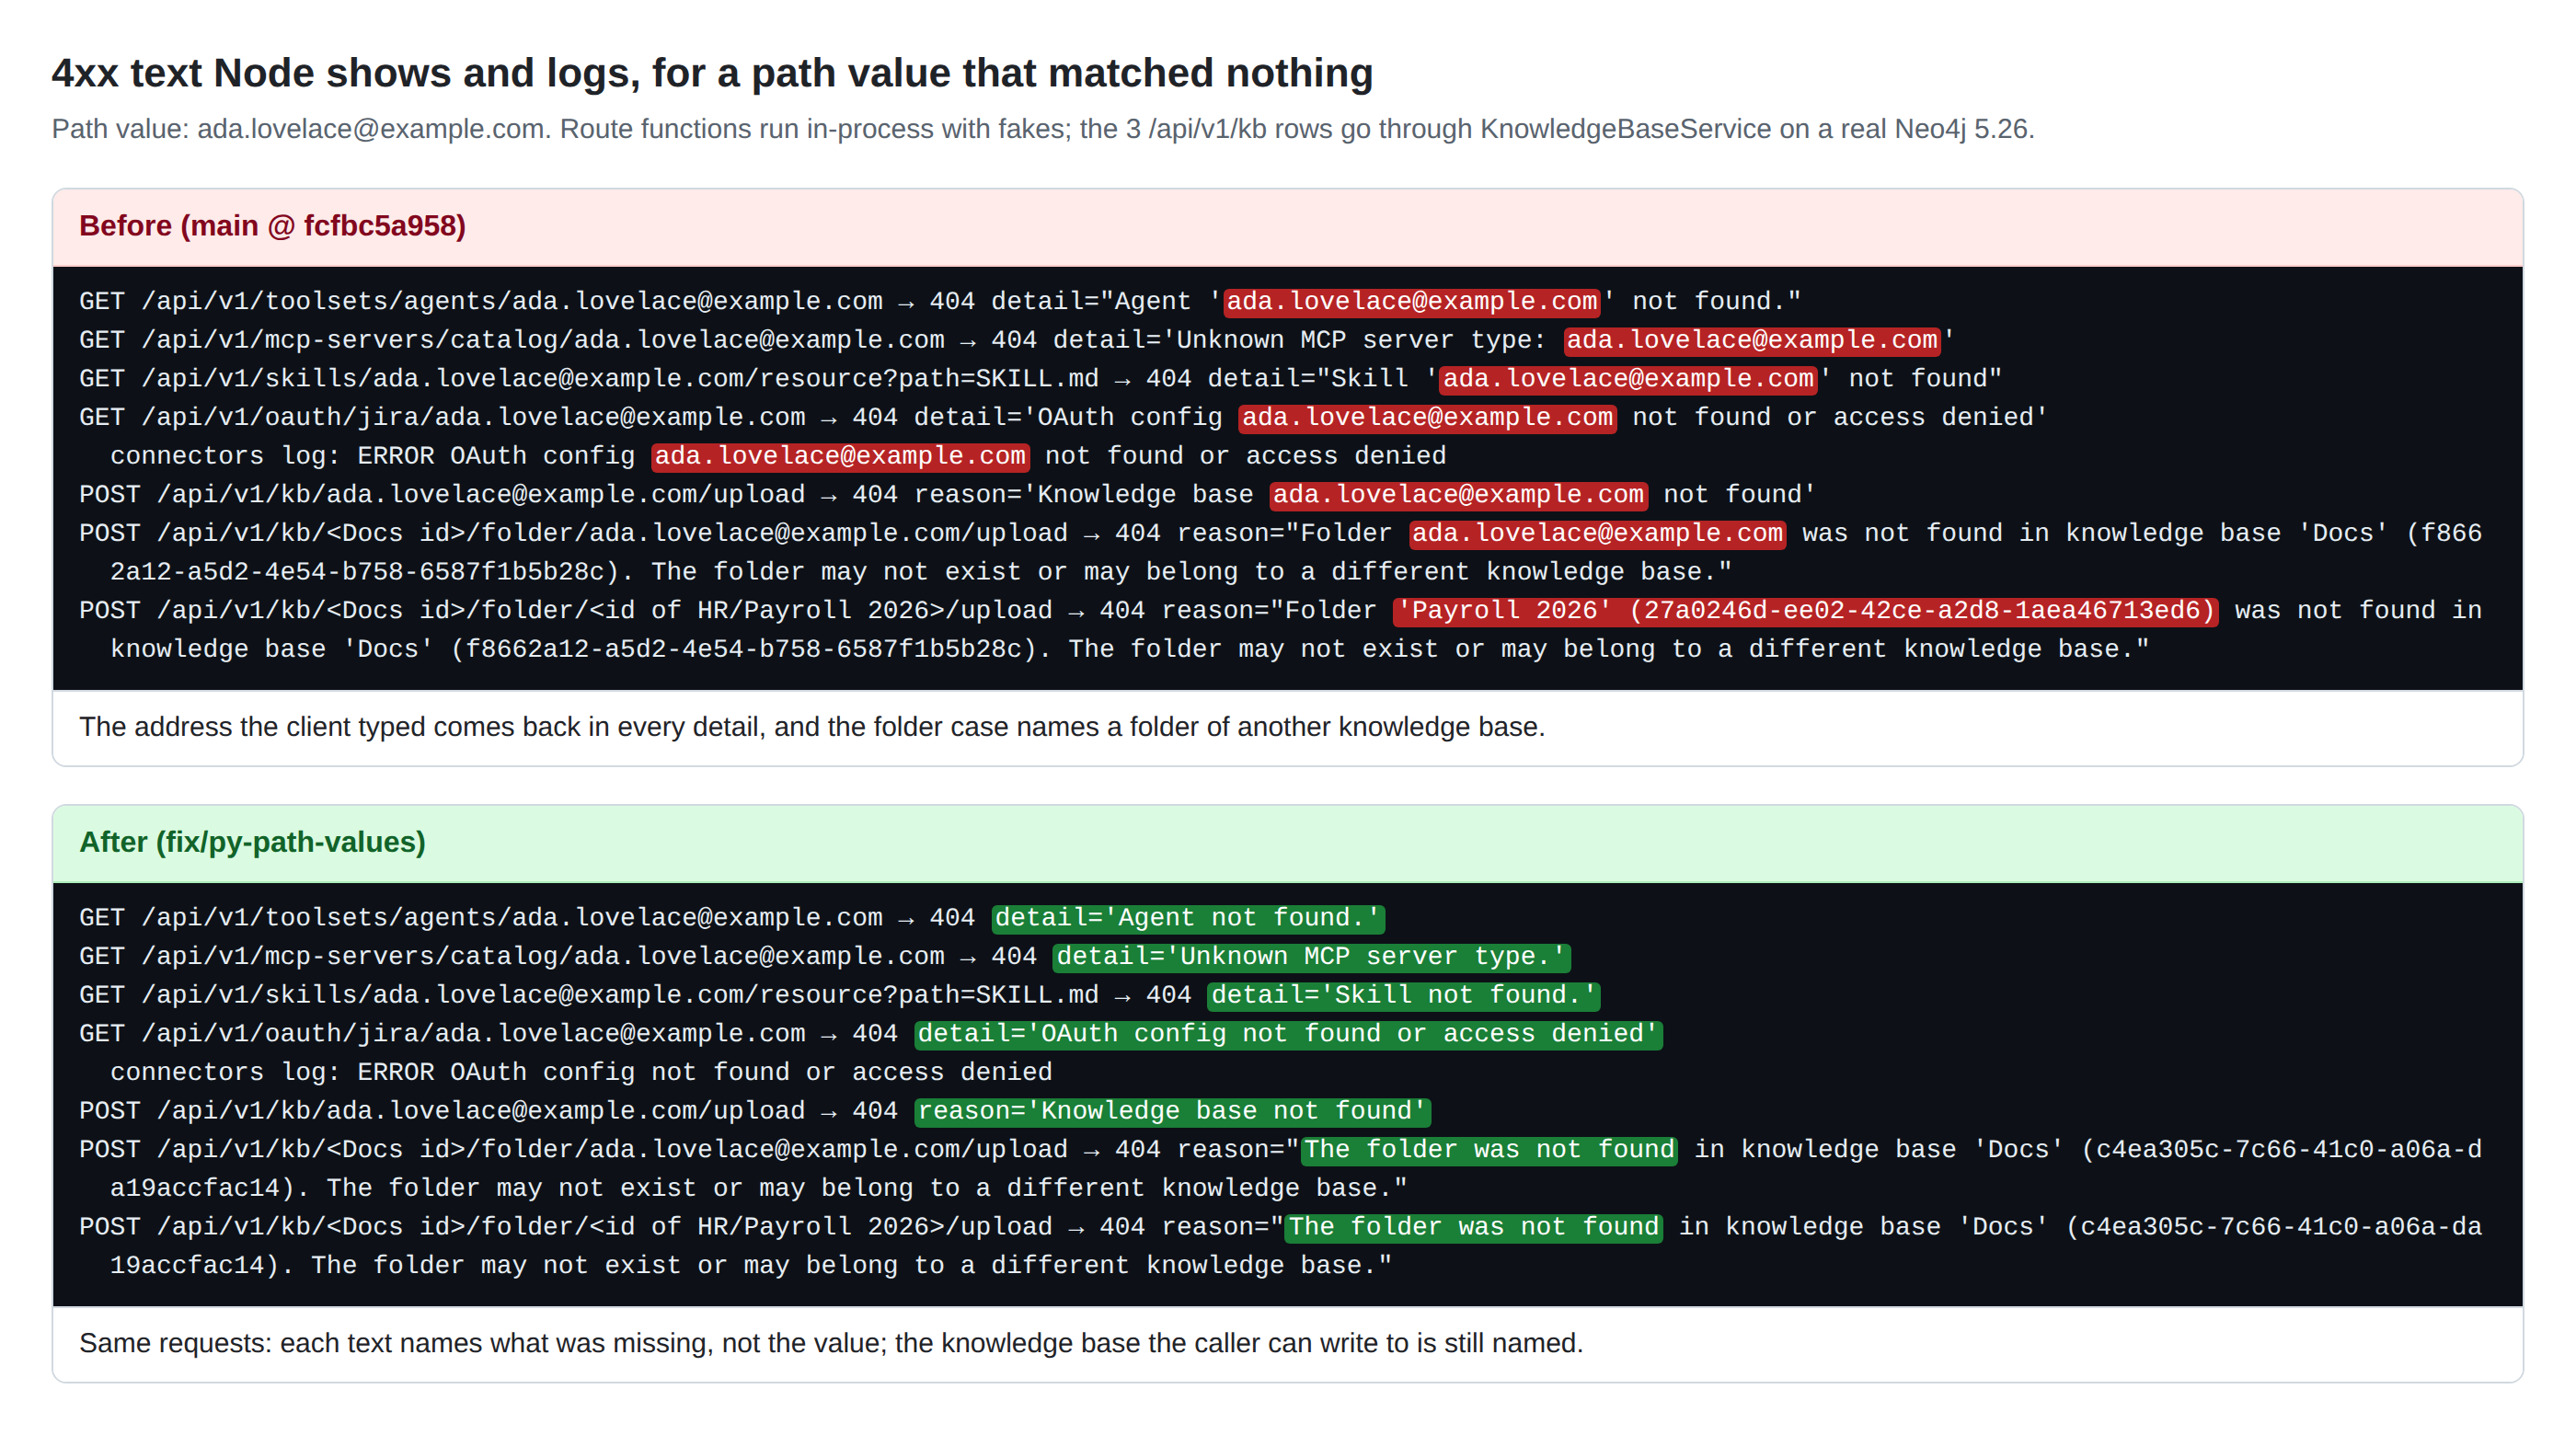 4xx text Node shows and logs, for a path value that matched nothing
Path value: ada.lovelace@example.com. Route functions run in-process with fakes; the 3 /api/v1/kb rows go through KnowledgeBaseService on a real Neo4j 5.26.
Before (main @ fcfbc5a958)
GET /api/v1/toolsets/agents/ada.lovelace@example.com → 404 detail="Agent 'ada.lovelace@example.com' not found."
GET /api/v1/mcp-servers/catalog/ada.lovelace@example.com → 404 detail='Unknown MCP server type: ada.lovelace@example.com'
GET /api/v1/skills/ada.lovelace@example.com/resource?path=SKILL.md → 404 detail="Skill 'ada.lovelace@example.com' not found"
GET /api/v1/oauth/jira/ada.lovelace@example.com → 404 detail='OAuth config ada.lovelace@example.com not found or access denied'
connectors log: ERROR OAuth config ada.lovelace@example.com not found or access denied
POST /api/v1/kb/ada.lovelace@example.com/upload → 404 reason='Knowledge base ada.lovelace@example.com not found'
POST /api/v1/kb/<Docs id>/folder/ada.lovelace@example.com/upload → 404 reason="Folder ada.lovelace@example.com was not found in knowledge base 'Docs' (f866
2a12-a5d2-4e54-b758-6587f1b5b28c). The folder may not exist or may belong to a different knowledge base."
POST /api/v1/kb/<Docs id>/folder/<id of HR/Payroll 2026>/upload → 404 reason="Folder 'Payroll 2026' (27a0246d-ee02-42ce-a2d8-1aea46713ed6) was not found in
knowledge base 'Docs' (f8662a12-a5d2-4e54-b758-6587f1b5b28c). The folder may not exist or may belong to a different knowledge base."
The address the client typed comes back in every detail, and the folder case names a folder of another knowledge base.
After (fix/py-path-values)
GET /api/v1/toolsets/agents/ada.lovelace@example.com → 404 detail='Agent not found.'
GET /api/v1/mcp-servers/catalog/ada.lovelace@example.com → 404 detail='Unknown MCP server type.'
GET /api/v1/skills/ada.lovelace@example.com/resource?path=SKILL.md → 404 detail='Skill not found.'
GET /api/v1/oauth/jira/ada.lovelace@example.com → 404 detail='OAuth config not found or access denied'
connectors log: ERROR OAuth config not found or access denied
POST /api/v1/kb/ada.lovelace@example.com/upload → 404 reason='Knowledge base not found'
POST /api/v1/kb/<Docs id>/folder/ada.lovelace@example.com/upload → 404 reason="The folder was not found in knowledge base 'Docs' (c4ea305c-7c66-41c0-a06a-d
a19accfac14). The folder may not exist or may belong to a different knowledge base."
POST /api/v1/kb/<Docs id>/folder/<id of HR/Payroll 2026>/upload → 404 reason="The folder was not found in knowledge base 'Docs' (c4ea305c-7c66-41c0-a06a-da
19accfac14). The folder may not exist or may belong to a different knowledge base."
Same requests: each text names what was missing, not the value; the knowledge base the caller can write to is still named.